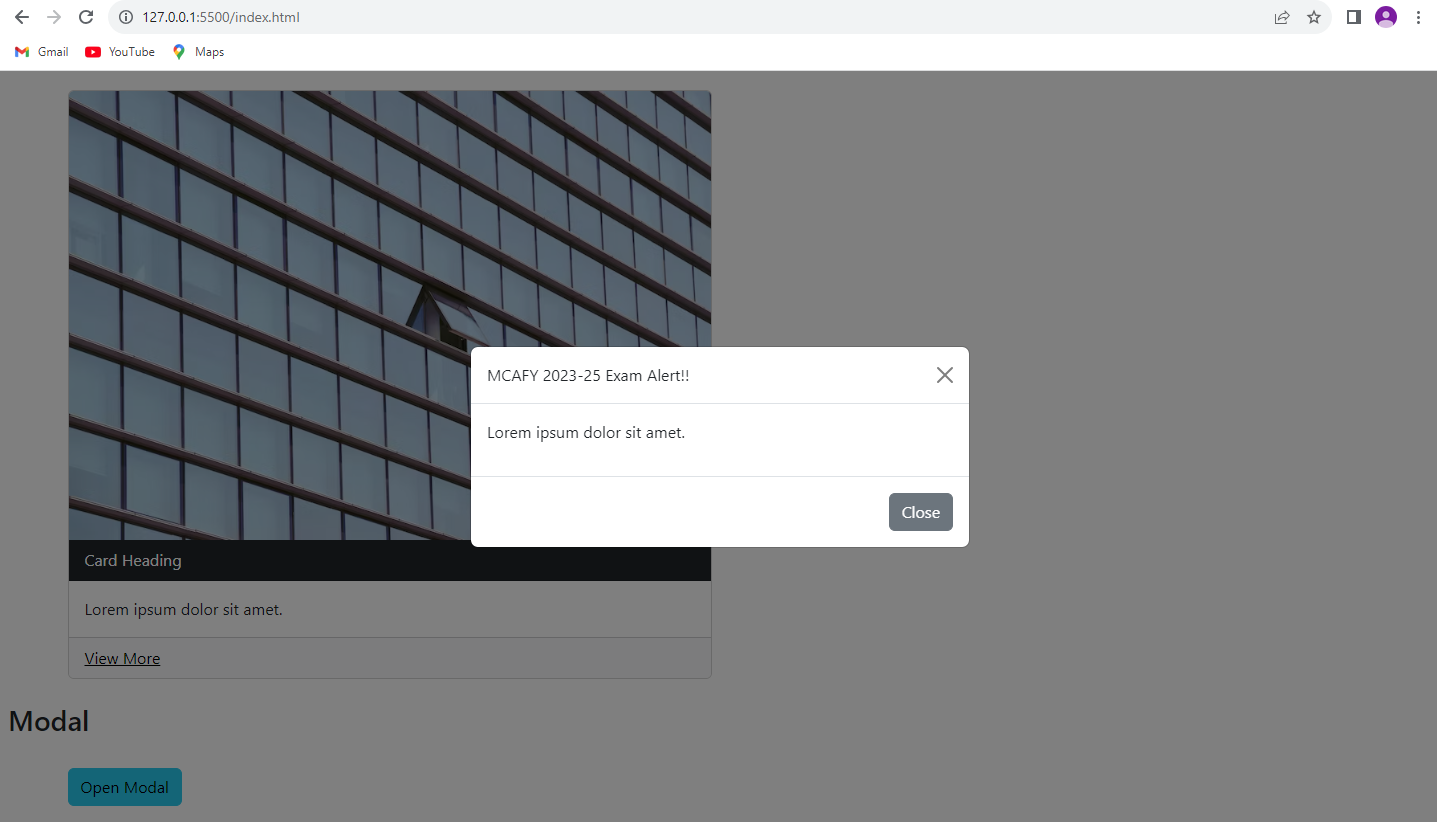 127.0.0.1:5500/index.html
Gmail YouTube Maps
MCAFY 2023-25 Exam Alert!!
Lorem ipsum dolor sit amet.
Close
Card Heading
Lorem ipsum dolor sit amet.
View More
Modal
Open Modal